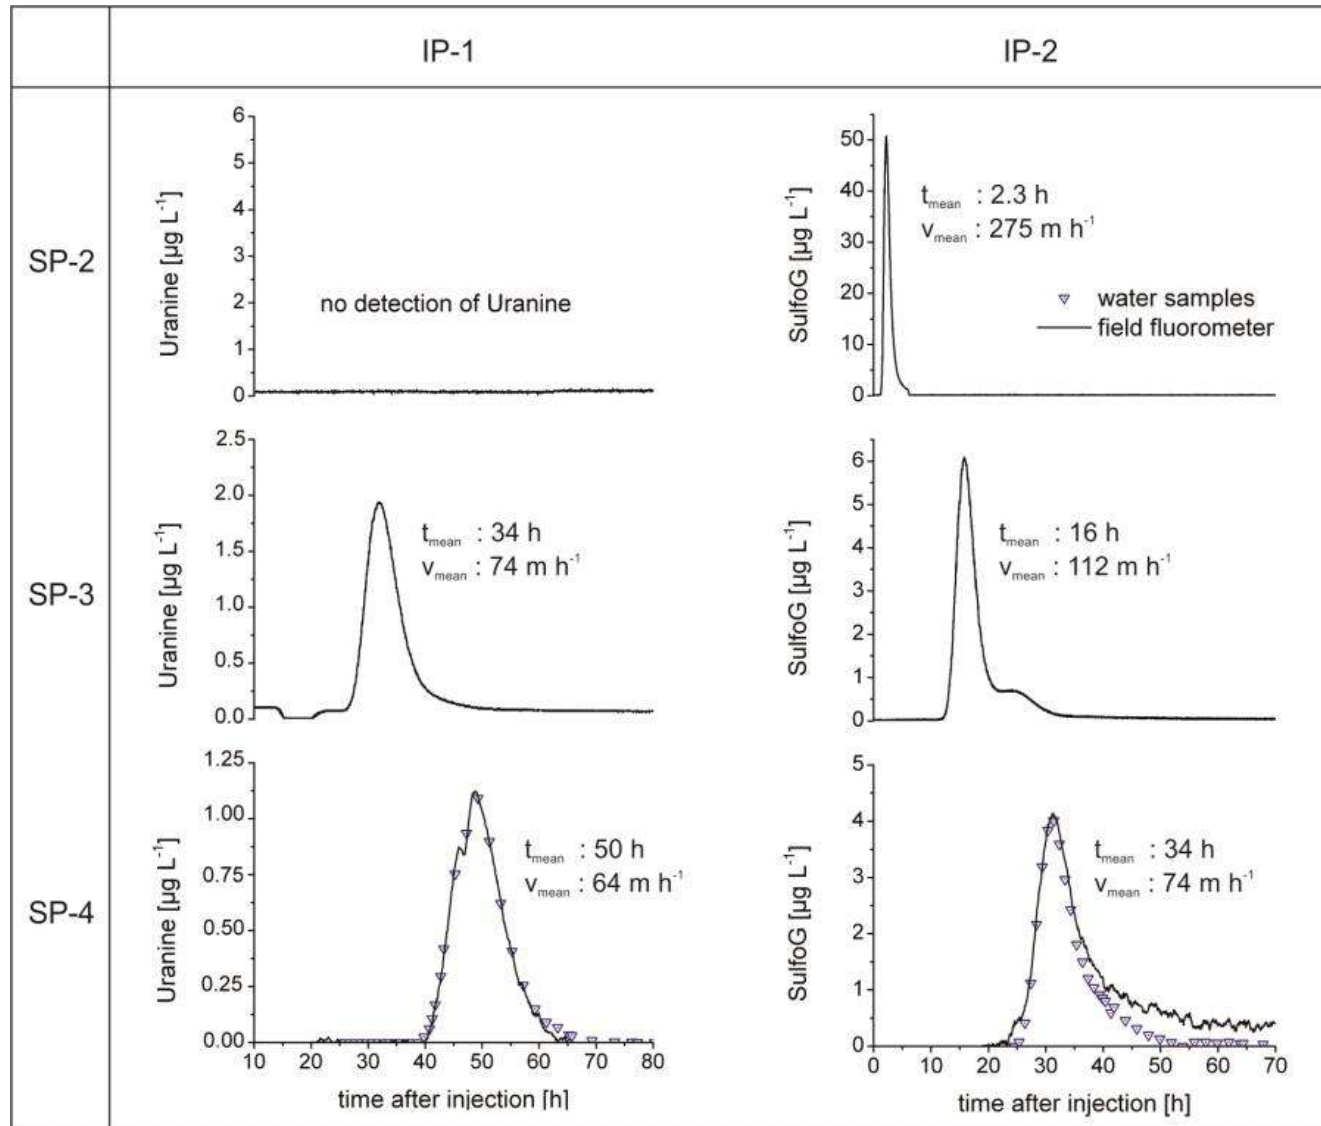 IP-1
IP-2
SP-2
Uranine [µg L⁻¹]
6
5
4
3
2
1
0
no detection of Uranine
SulfoG [µg L⁻¹]
50
40
30
20
10
0
tmean : 2.3 h
vmean : 275 m h⁻¹
water samples
field fluorometer
SP-3
Uranine [µg L⁻¹]
2.5
2.0
1.5
1.0
0.5
0.0
tmean : 34 h
vmean : 74 m h⁻¹
SulfoG [µg L⁻¹]
6
5
4
3
2
1
0
tmean : 16 h
vmean : 112 m h⁻¹
SP-4
Uranine [µg L⁻¹]
1.25
1.00
0.75
0.50
0.25
0.00
tmean : 50 h
vmean : 64 m h⁻¹
10 20 30 40 50 60 70 80
time after injection [h]
SulfoG [µg L⁻¹]
5
4
3
2
1
0
tmean : 34 h
vmean : 74 m h⁻¹
0 10 20 30 40 50 60 70
time after injection [h]